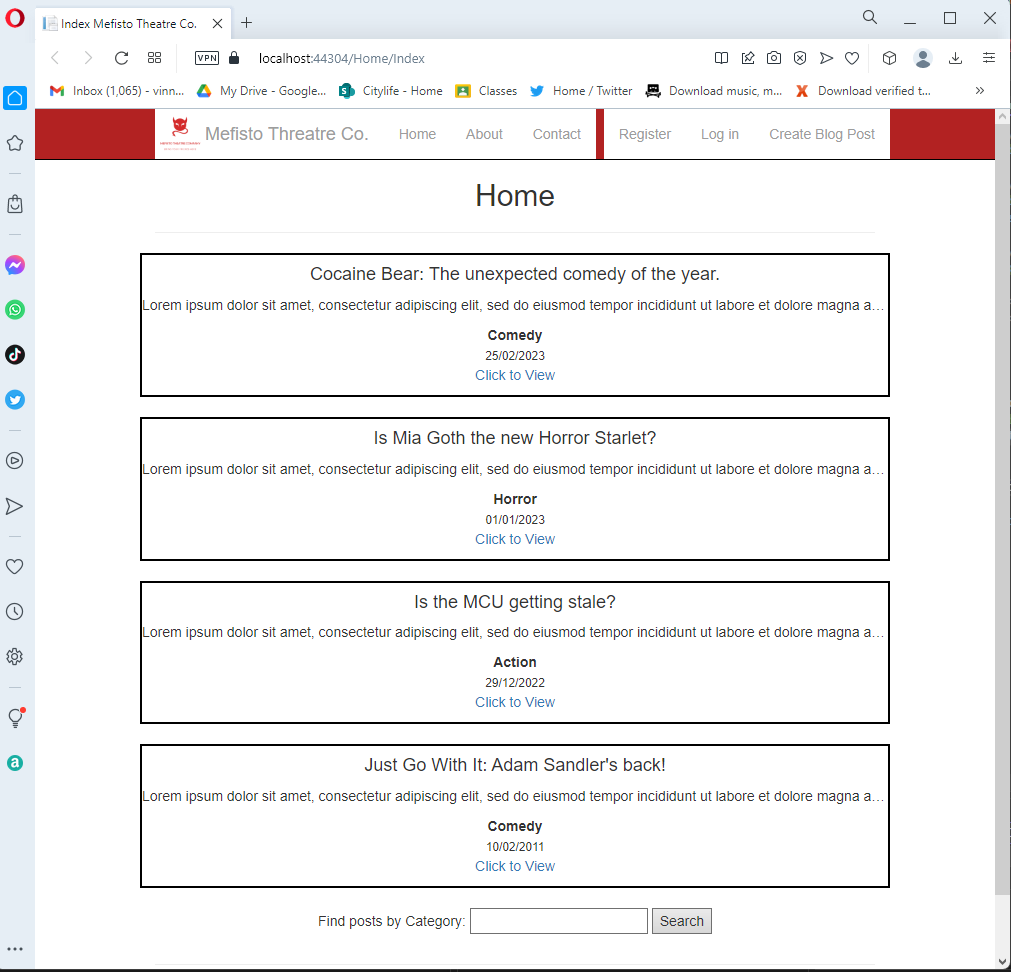 Index Mefisto Theatre Co.
VPN
localhost:44304/Home/Index
Inbox (1,065) - vinn...
My Drive - Google...
Citylife - Home
Classes
Home / Twitter
Download music, m...
Download verified t...
»
Mefisto Threatre Co.
Home
About
Contact
Register
Log in
Create Blog Post
Home
Cocaine Bear: The unexpected comedy of the year.
Lorem ipsum dolor sit amet, consectetur adipiscing elit, sed do eiusmod tempor incididunt ut labore et dolore magna a...
Comedy
25/02/2023
Click to View
Is Mia Goth the new Horror Starlet?
Lorem ipsum dolor sit amet, consectetur adipiscing elit, sed do eiusmod tempor incididunt ut labore et dolore magna a...
Horror
01/01/2023
Click to View
Is the MCU getting stale?
Lorem ipsum dolor sit amet, consectetur adipiscing elit, sed do eiusmod tempor incididunt ut labore et dolore magna a...
Action
29/12/2022
Click to View
Just Go With It: Adam Sandler's back!
Lorem ipsum dolor sit amet, consectetur adipiscing elit, sed do eiusmod tempor incididunt ut labore et dolore magna a...
Comedy
10/02/2011
Click to View
Find posts by Category:
Search